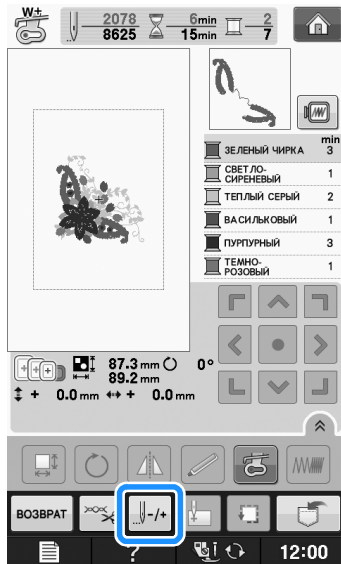 W+
2078 6min 2
8625 15min 7
min
ЗЕЛЕНЫЙ ЧИРКА 3
СВЕТЛО-
СИРЕНЕВЫЙ 1
ТЕПЛЫЙ СЕРЫЙ 2
ВАСИЛЬКОВЫЙ 1
ПУРПУРНЫЙ 3
ТЕМНО-
РОЗОВЫЙ 1
87.3 mm 0°
89.2 mm
+ 0.0 mm + 0.0 mm
ВОЗВРАТ -/+
? 12:00